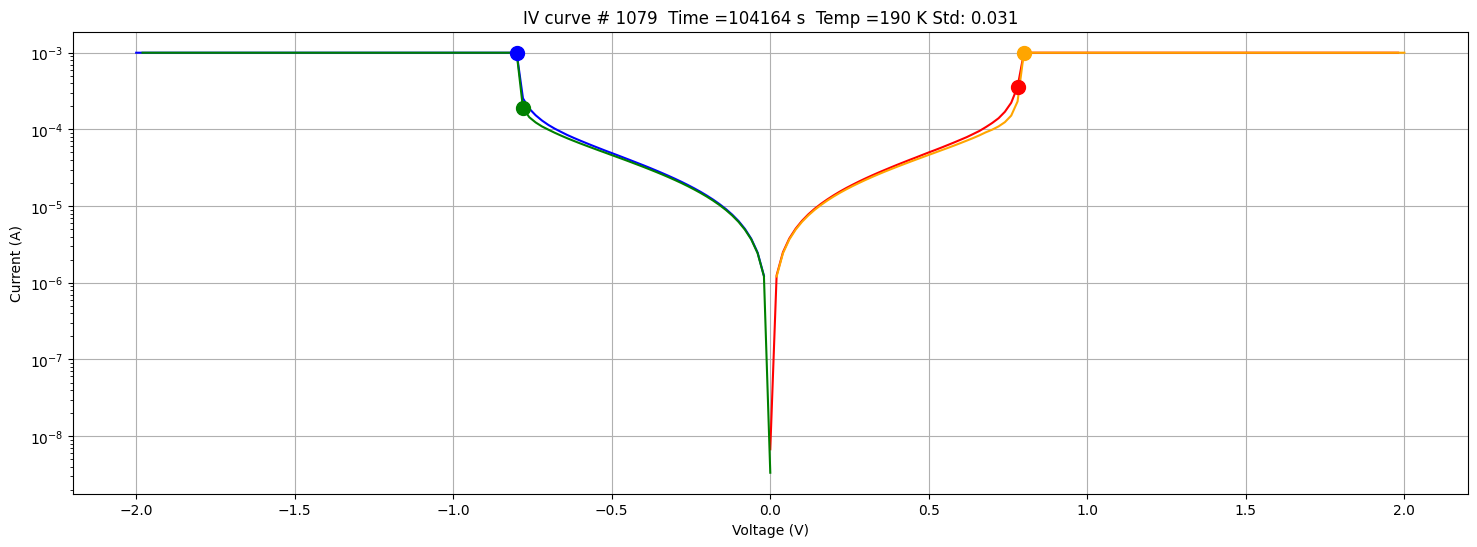 IV curve # 1079  Time =104164 s  Temp =190 K Std: 0.031
Current (A)
10⁻³
10⁻⁴
10⁻⁵
10⁻⁶
10⁻⁷
10⁻⁸
−2.0 −1.5 −1.0 −0.5 0.0 0.5 1.0 1.5 2.0
Voltage (V)